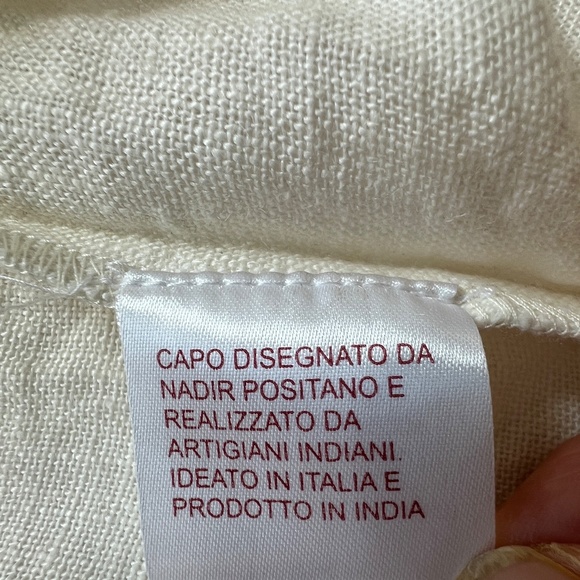 CAPO DISEGNATO DA
NADIR POSITANO E
REALIZZATO DA
ARTIGIANI INDIANI.
IDEATO IN ITALIA E
PRODOTTO IN INDIA